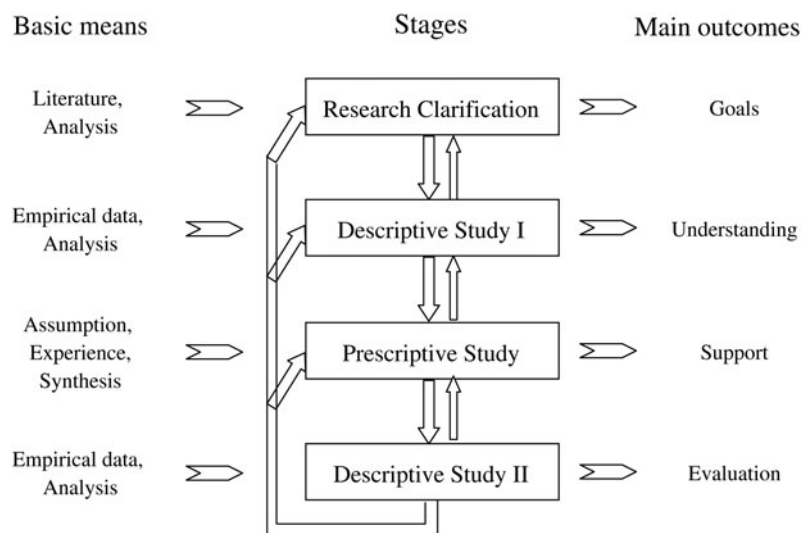 Basic means
Stages
Main outcomes
Literature,
Analysis
Research Clarification
Goals
Empirical data,
Analysis
Descriptive Study I
Understanding
Assumption,
Experience,
Synthesis
Prescriptive Study
Support
Empirical data,
Analysis
Descriptive Study II
Evaluation